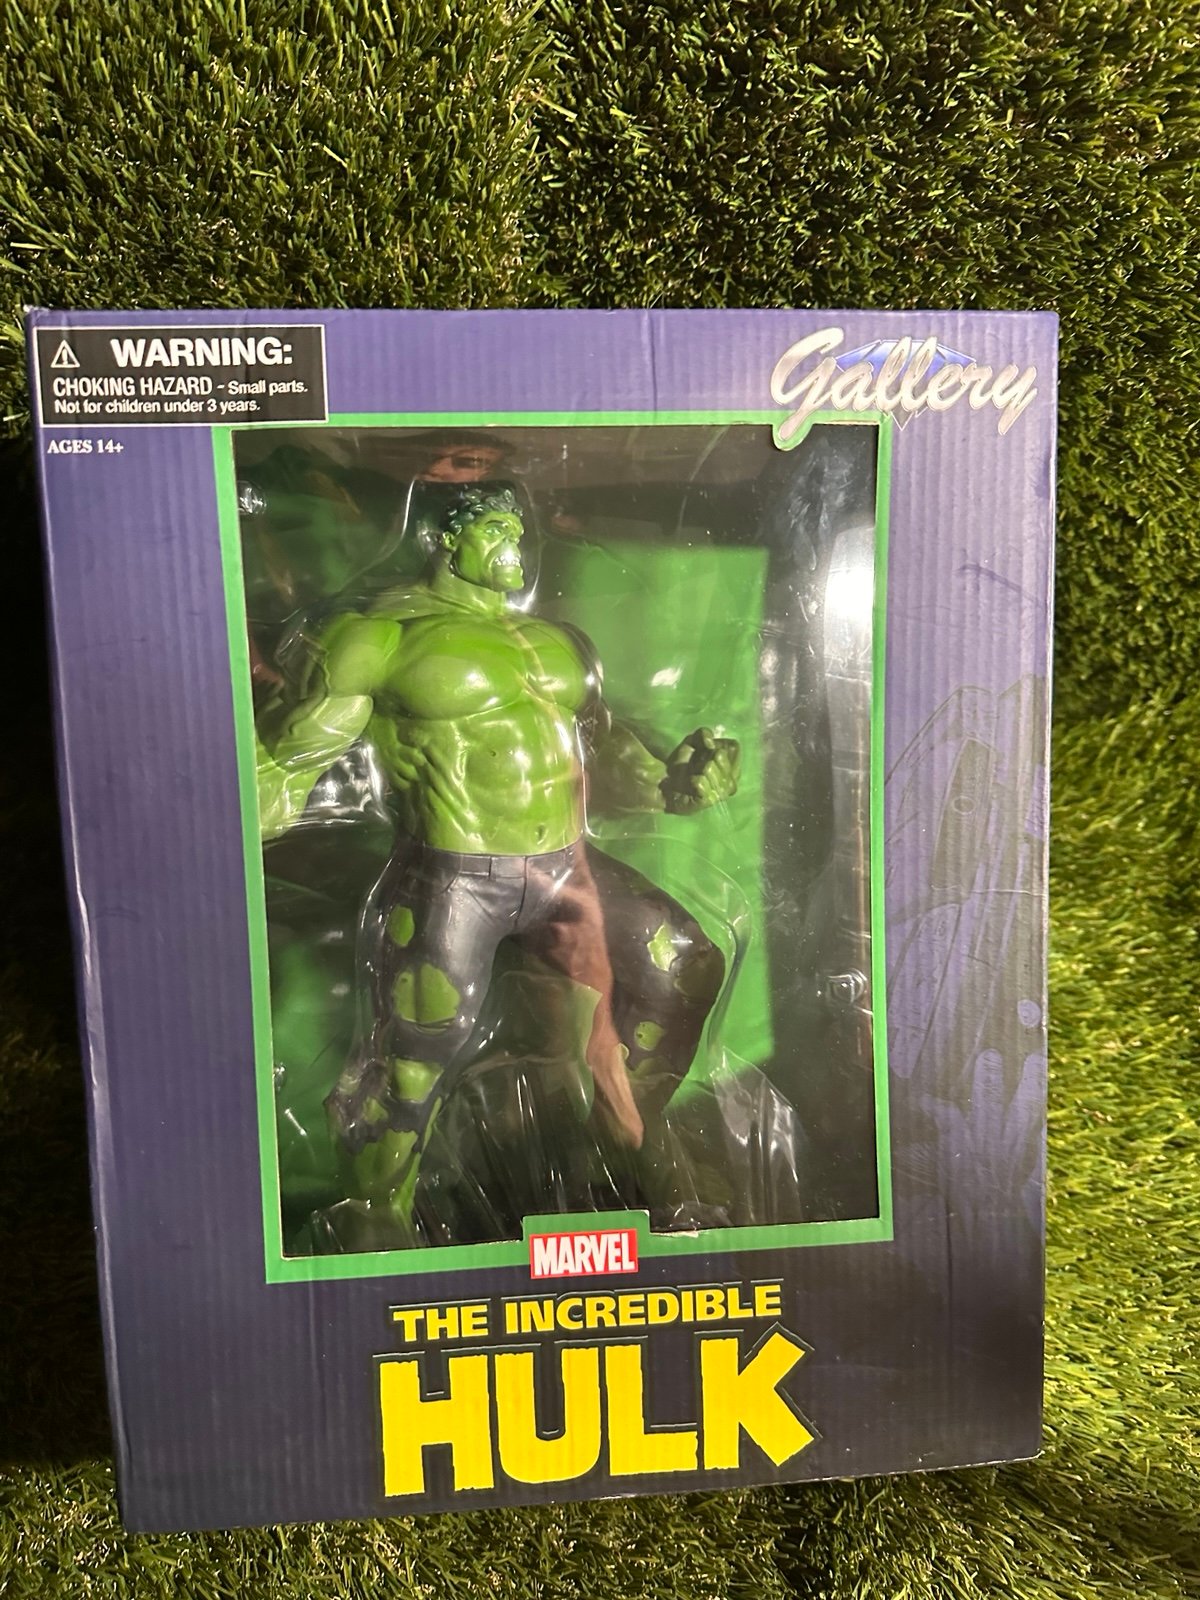 WARNING:
CHOKING HAZARD - Small parts.
Not for children under 3 years.
AGES 14+
Gallery
MARVEL
THE INCREDIBLE
HULK